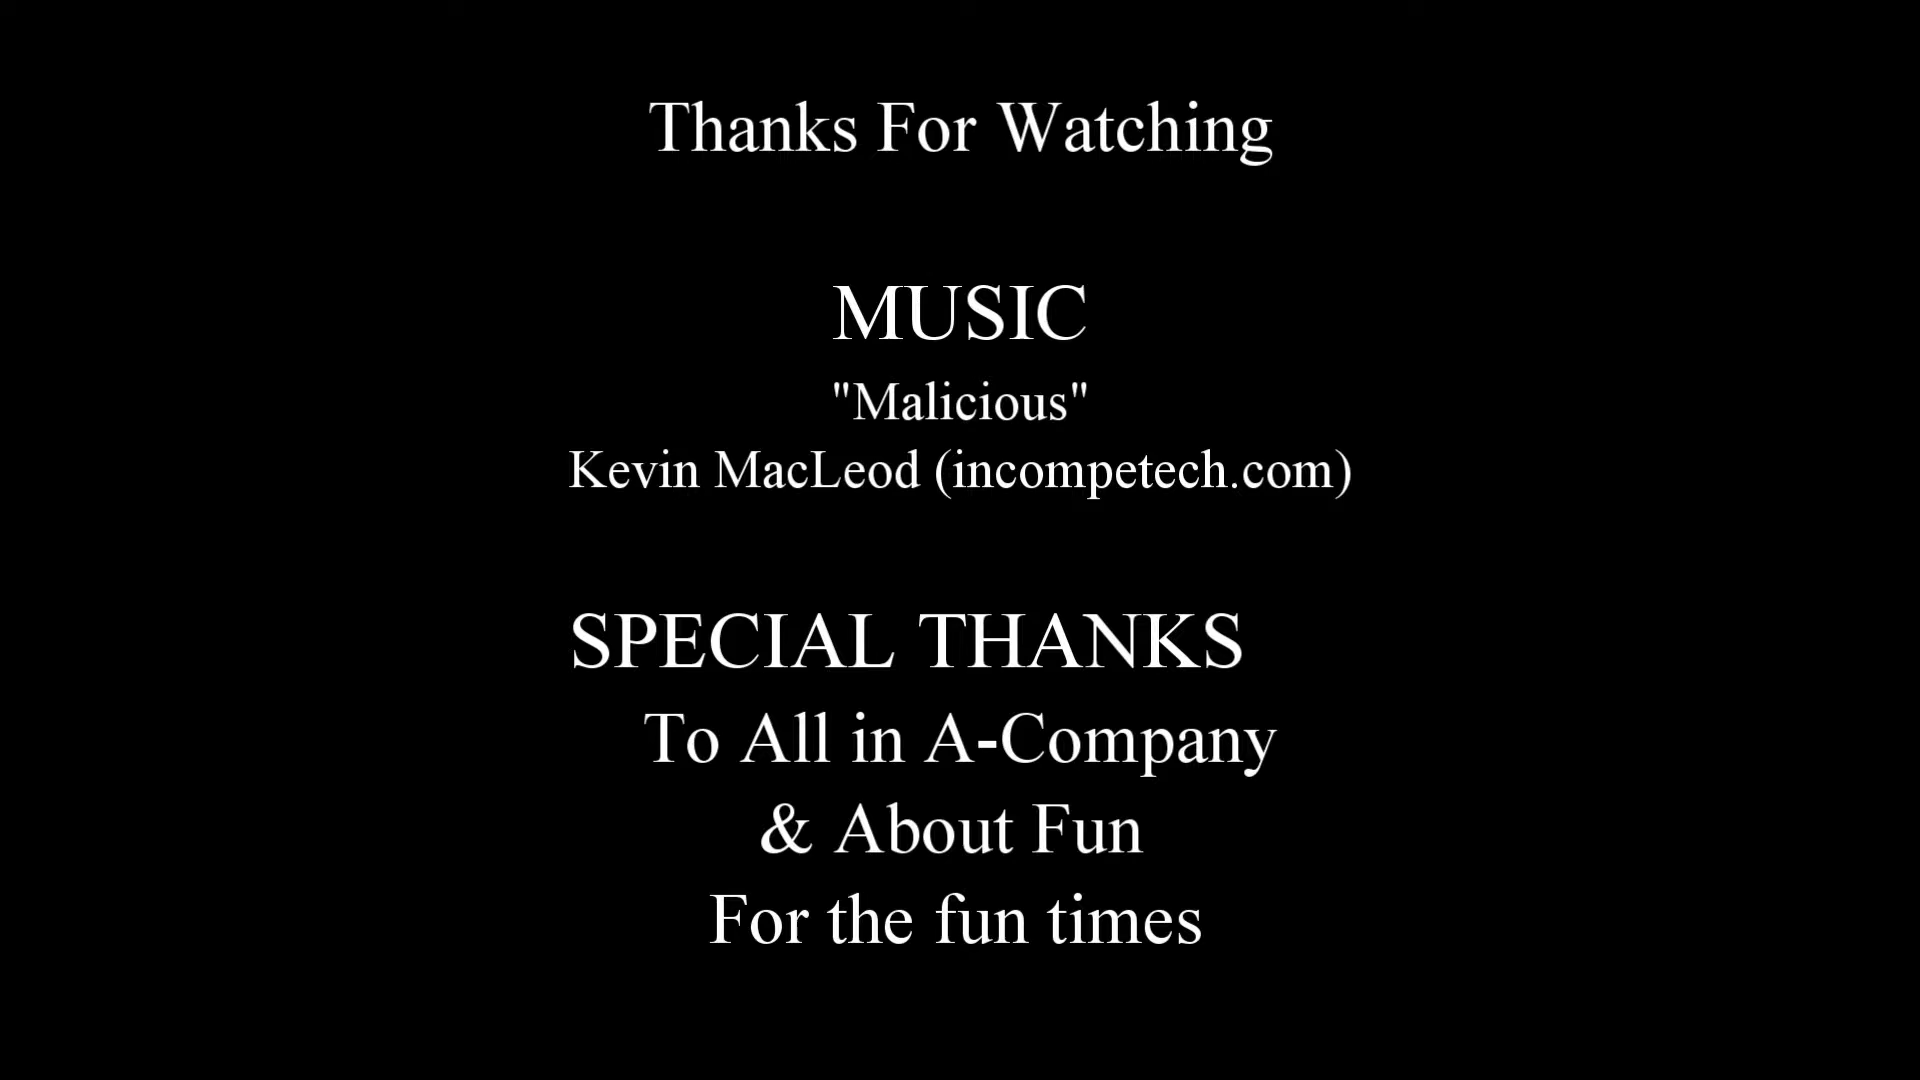 Thanks For Watching
MUSIC
"Malicious"
Kevin MacLeod (incompetech.com)
SPECIAL THANKS
To All in A-Company
& About Fun
For the fun times